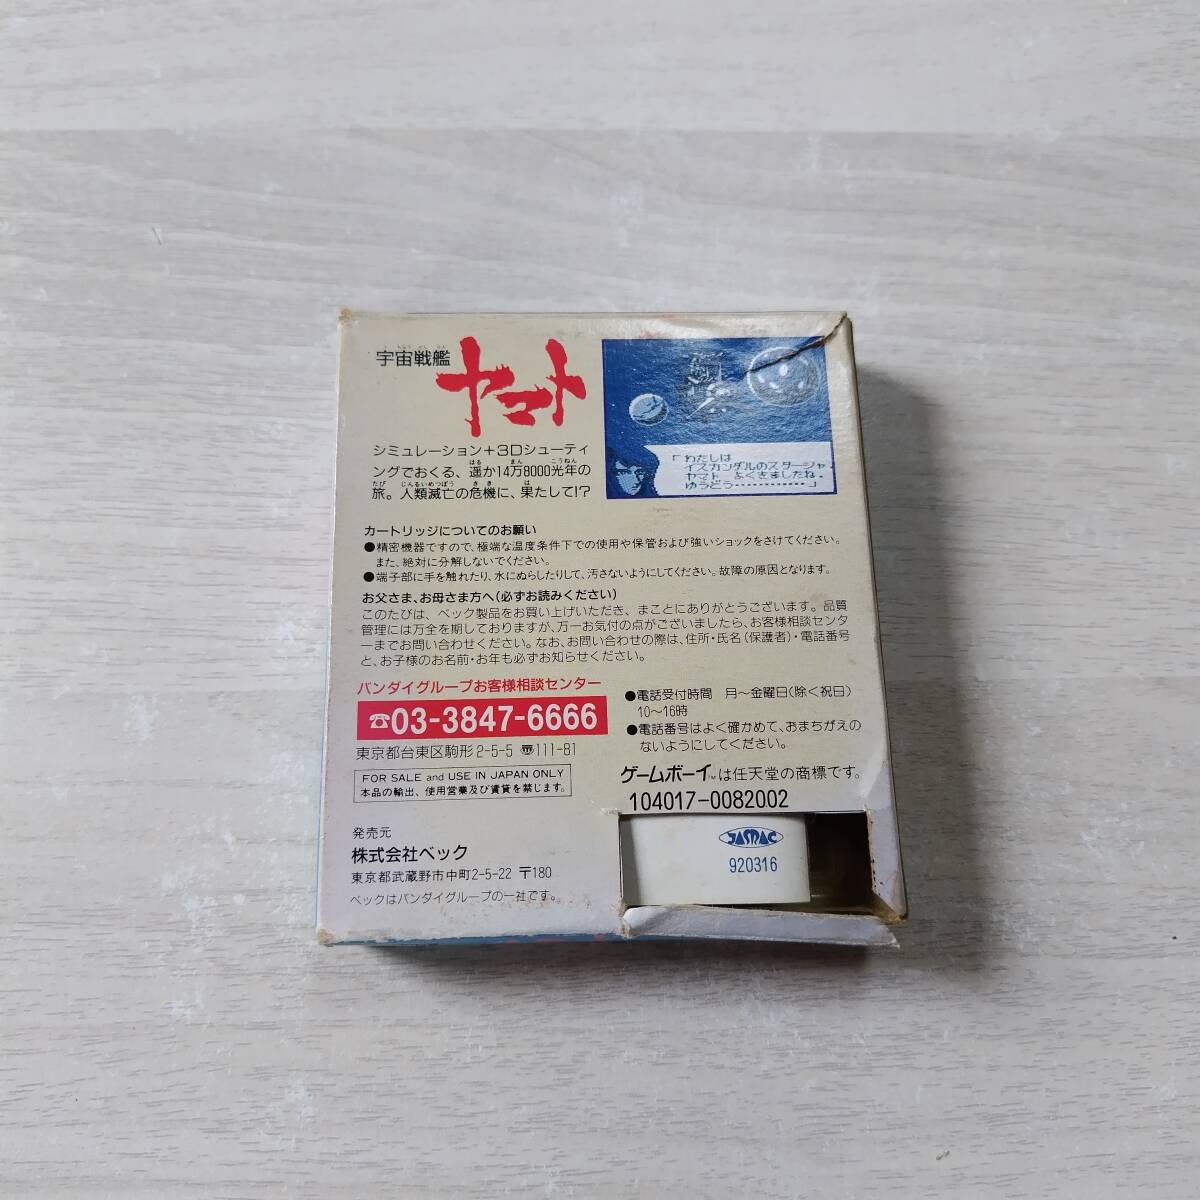 宇宙戦艦
ヤマト
シミュレーション+3Dシューティ
ングでおくる、遥か14万8000光年の
旅。人類滅亡の危機に、果たして!?
「わたしは
イスカンダルのスターシャ
ヤマト よくきましたね。
ゆうどう…………」
カートリッジについてのお願い
●精密機器ですので、極端な温度条件下での使用や保管および強いショックをさけてください。
また、絶対に分解しないでください。
●端子部に手を触れたり、水にぬらしたりして、汚さないようにしてください。故障の原因となります。
お父さま、お母さま方へ(必ずお読みください)
このたびは、ベック製品をお買い上げいただき、まことにありがとうございます。品質
管理には万全を期しておりますが、万一お気付の点がございましたら、お客様相談センタ
ーまでお問い合わせください。なお、お問い合わせの際は、住所・氏名(保護者)・電話番号
と、お子様のお名前・お年も必ずお知らせください。
バンダイグループお客様相談センター
☎03-3847-6666
東京都台東区駒形2-5-5 〠111-81
●電話受付時間 月〜金曜日(除く祝日)
10〜16時
●電話番号はよく確かめて、おまちがえの
ないようにしてください。
FOR SALE and USE IN JAPAN ONLY
本品の輸出、使用営業及び賃貸を禁じます。
ゲームボーイ™は任天堂の商標です。
104017-0082002
発売元
株式会社ベック
東京都武蔵野市中町2-5-22 〒180
ベックはバンダイグループの一社です。
JASRAC
920316